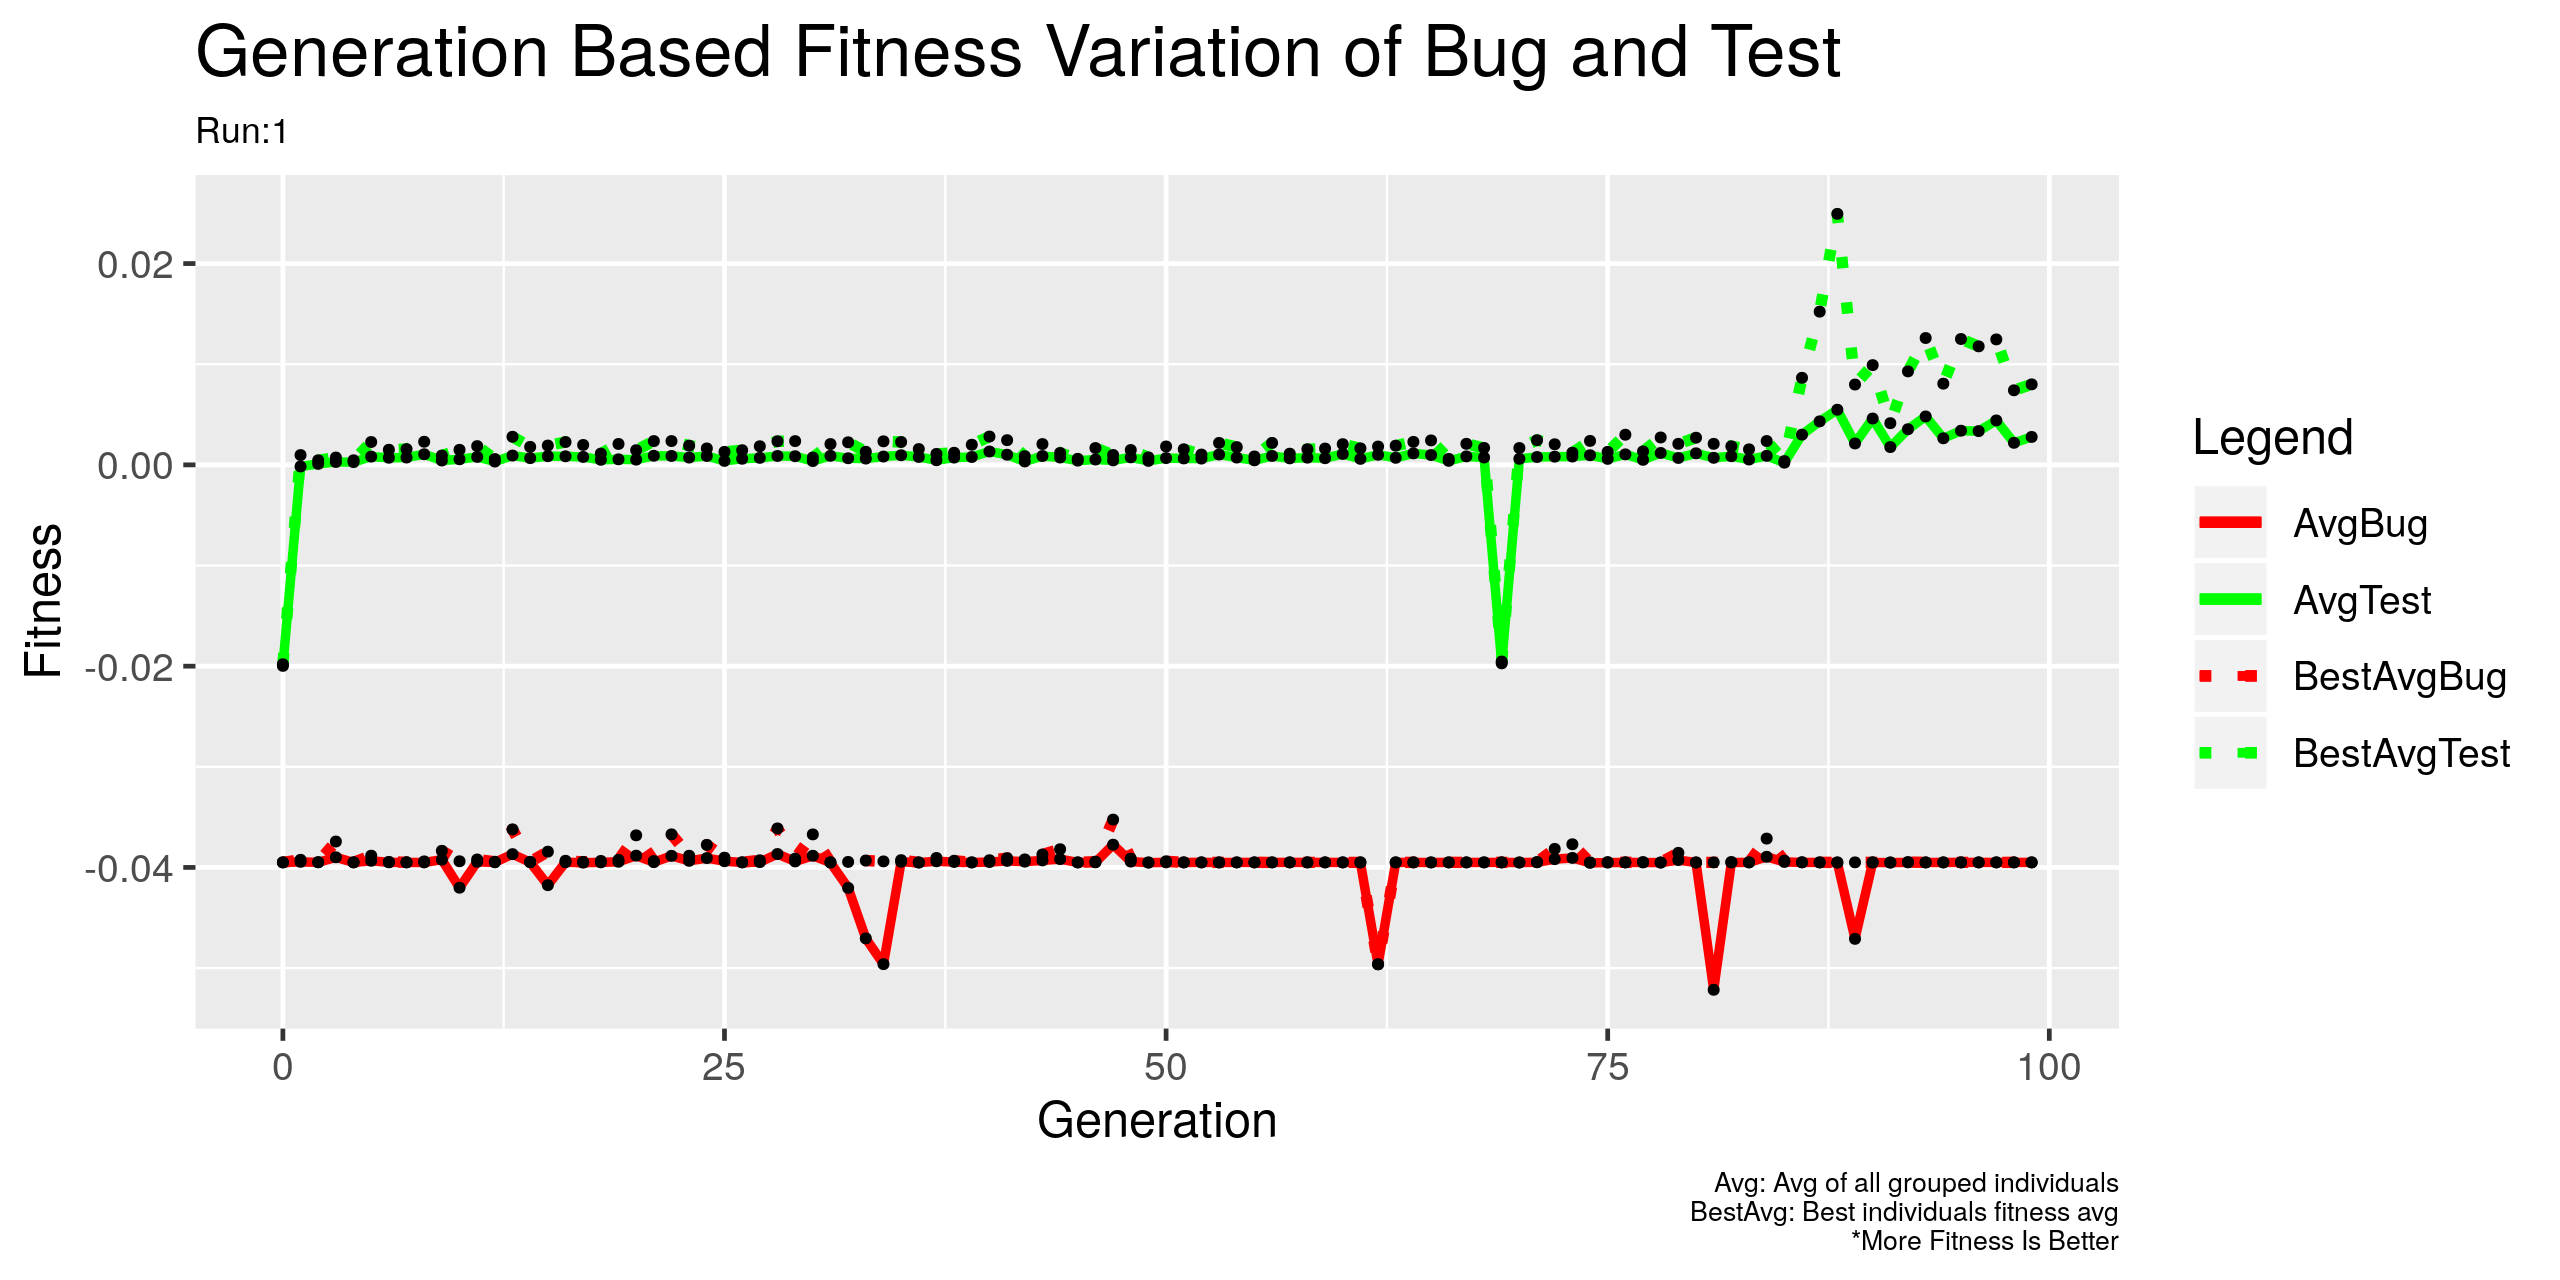 Generation Based Fitness Variation of Bug and Test
Run:1
0.02
0.00
-0.02
-0.04
Fitness
0
25
50
75
100
Generation
Legend
AvgBug
AvgTest
BestAvgBug
BestAvgTest
Avg: Avg of all grouped individuals
BestAvg: Best individuals fitness avg
*More Fitness Is Better